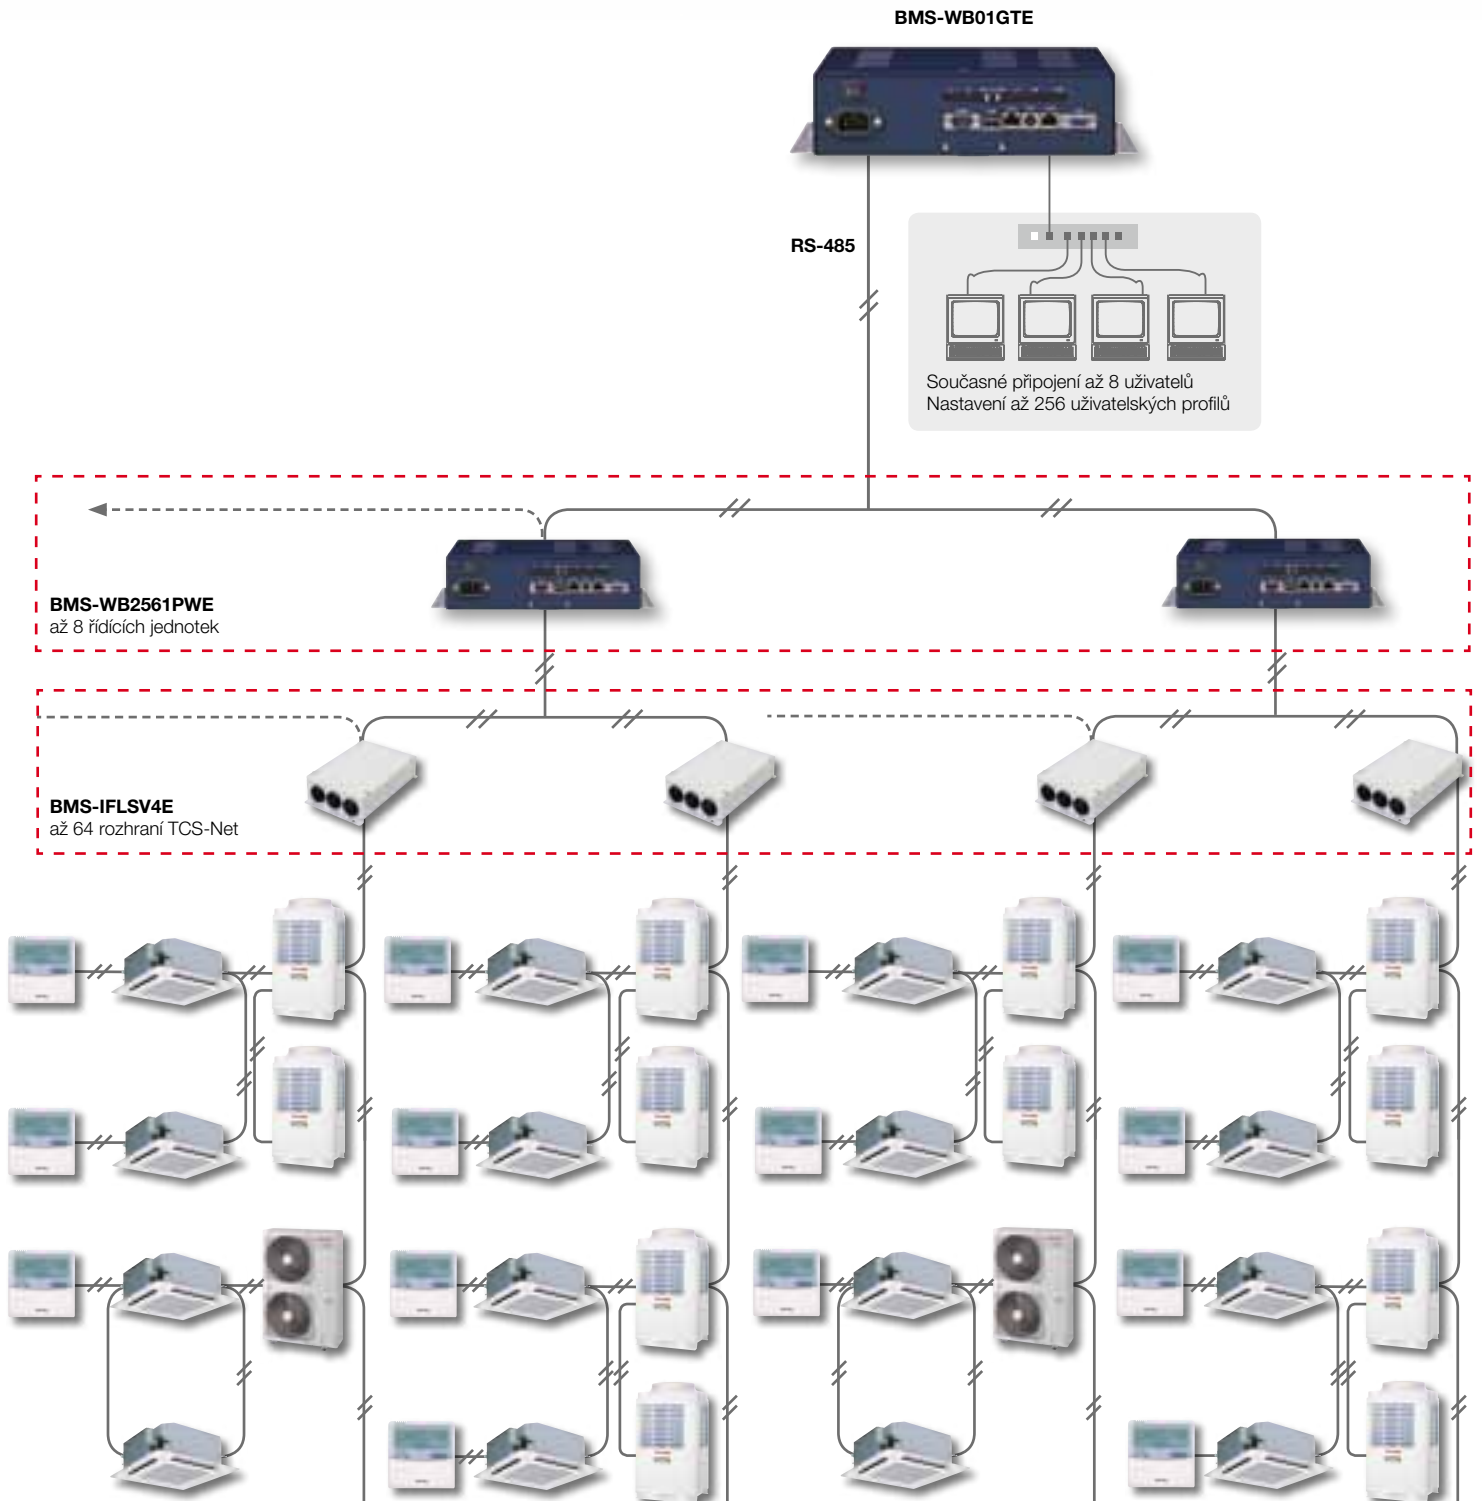 BMS-WB01GTE
RS-485
Současné připojení až 8 uživatelů
Nastavení až 256 uživatelských profilů
BMS-WB2561PWE
až 8 řídících jednotek
BMS-IFLSV4E
až 64 rozhraní TCS-Net